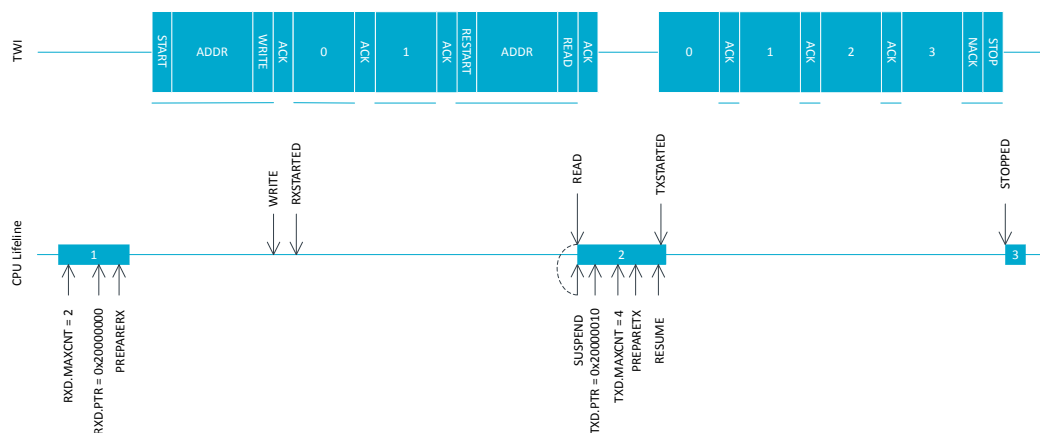 TWI
START
ADDR
WRITE
ACK
0
ACK
1
ACK
RESTART
ADDR
READ
ACK
0
ACK
1
ACK
2
ACK
3
NACK
STOP
WRITE
RXSTARTED
READ
TXSTARTED
STOPPED
CPU Lifeline
1
2
3
RXD.MAXCNT = 2
RXD.PTR = 0x20000000
PREPARERX
SUSPEND
TXD.PTR = 0x20000010
TXD.MAXCNT = 4
PREPARETX
RESUME